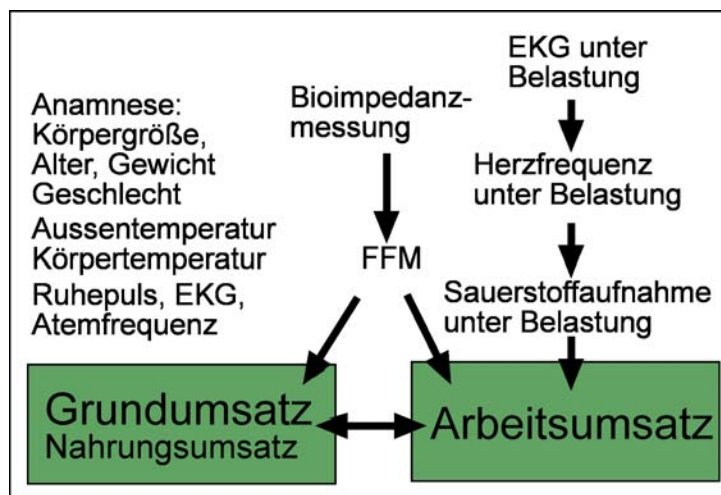 Anamnese:
Körpergröße,
Alter, Gewicht
Geschlecht
Aussentemperatur
Körpertemperatur
Ruhepuls, EKG,
Atemfrequenz
Bioimpedanz-
messung
FFM
EKG unter
Belastung
Herzfrequenz
unter Belastung
Sauerstoffaufnahme
unter Belastung
Grundumsatz
Nahrungsumsatz
Arbeitsumsatz